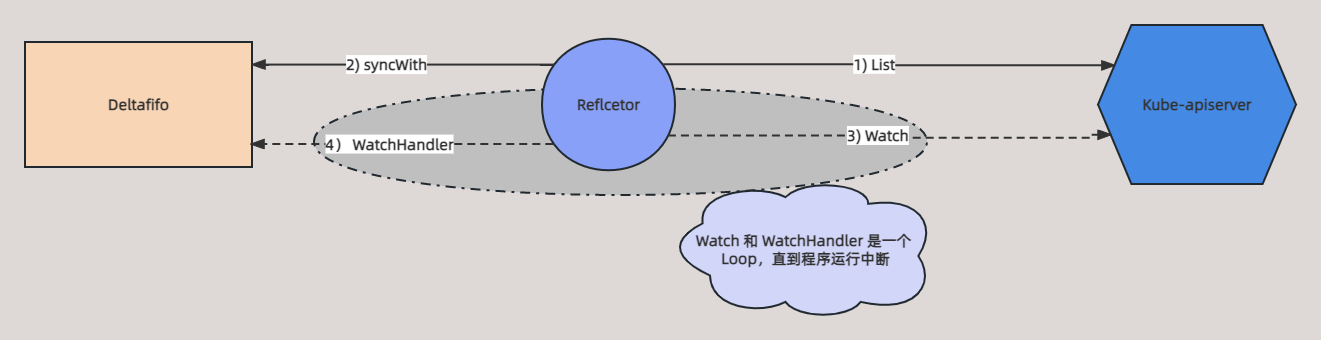 2) syncWith
1) List
Deltafifo
Reflcetor
Kube-apiserver
4） WatchHandler
3) Watch
Watch 和 WatchHandler 是一个
Loop，直到程序运行中断